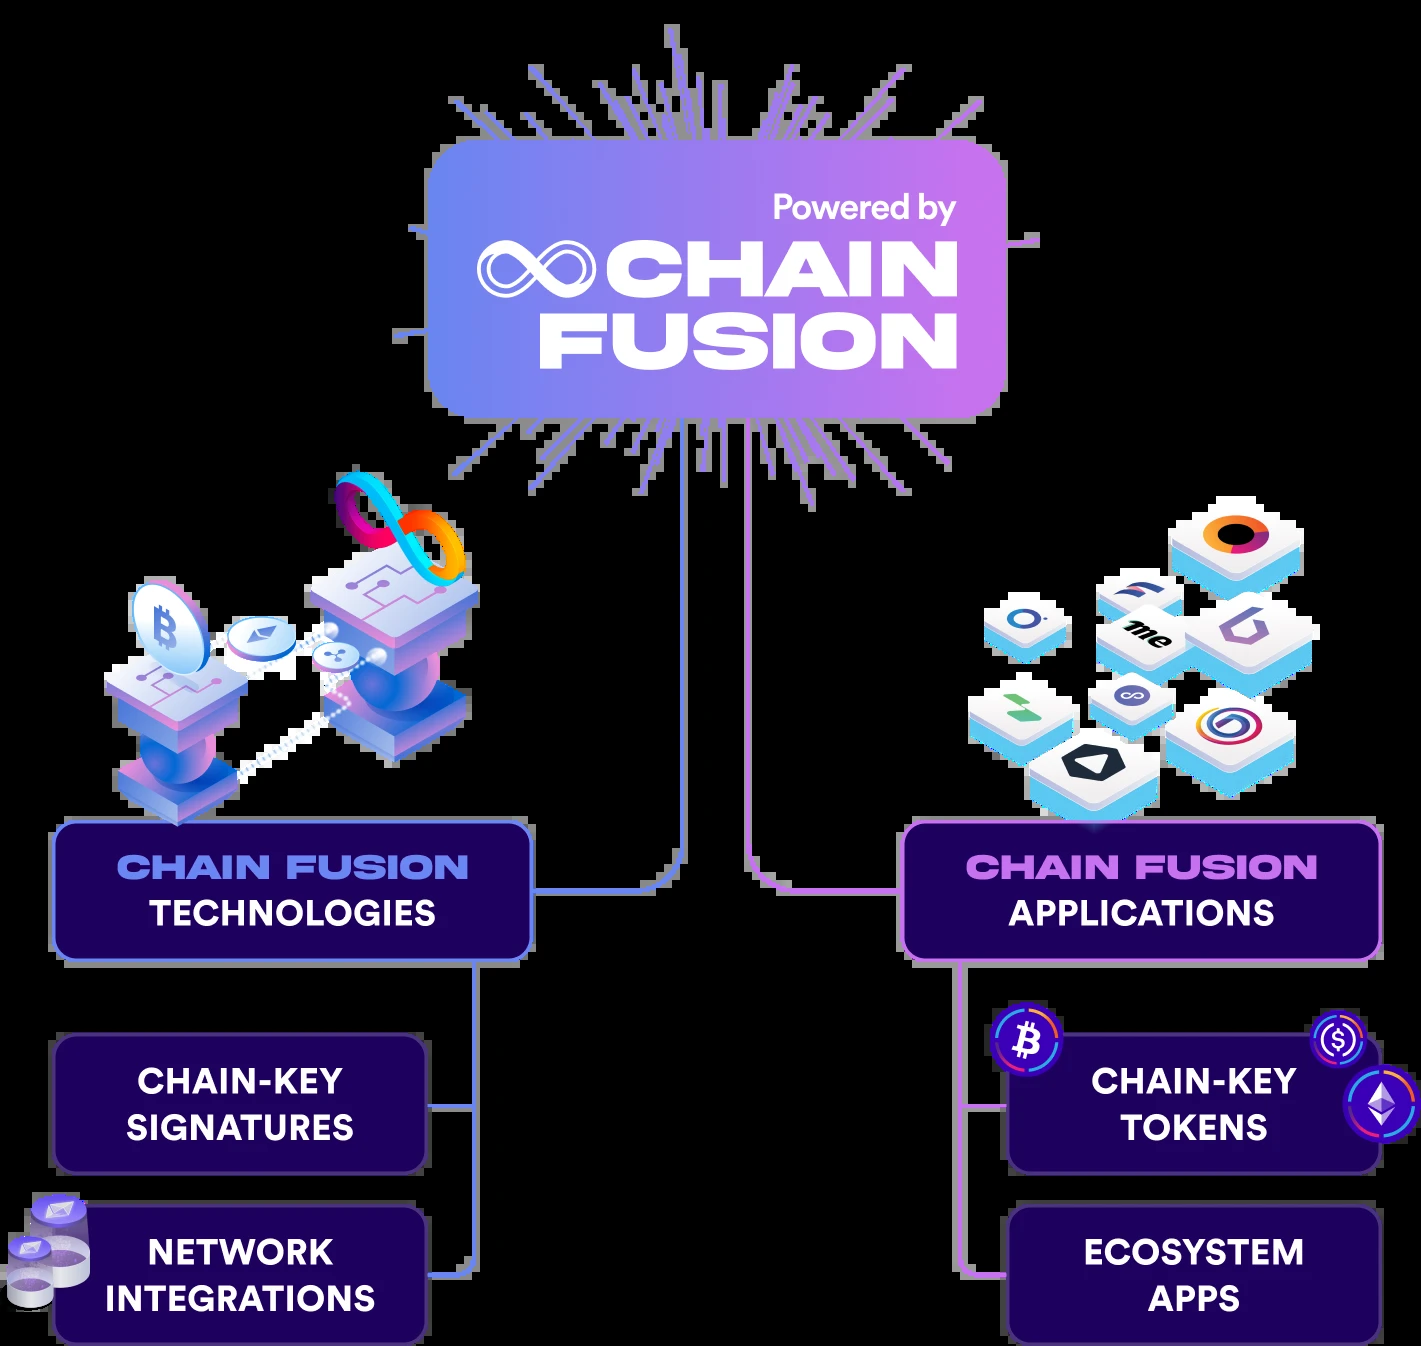 Powered by
CHAIN
FUSION
me
CHAIN FUSION
TECHNOLOGIES
CHAIN-KEY
SIGNATURES
NETWORK
INTEGRATIONS
CHAIN FUSION
APPLICATIONS
CHAIN-KEY
TOKENS
ECOSYSTEM
APPS